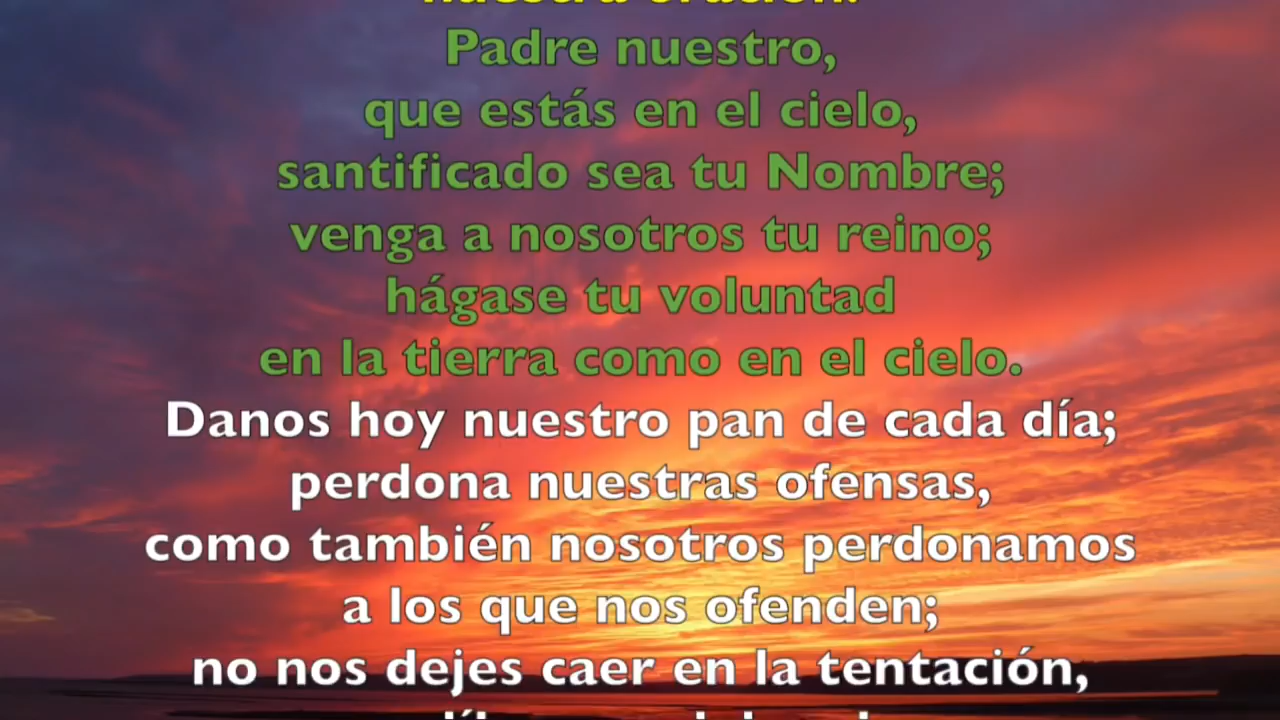 nuestra oración:
Padre nuestro,
que estás en el cielo,
santificado sea tu Nombre;
venga a nosotros tu reino;
hágase tu voluntad
en la tierra como en el cielo.
Danos hoy nuestro pan de cada día;
perdona nuestras ofensas,
como también nosotros perdonamos
a los que nos ofenden;
no nos dejes caer en la tentación,